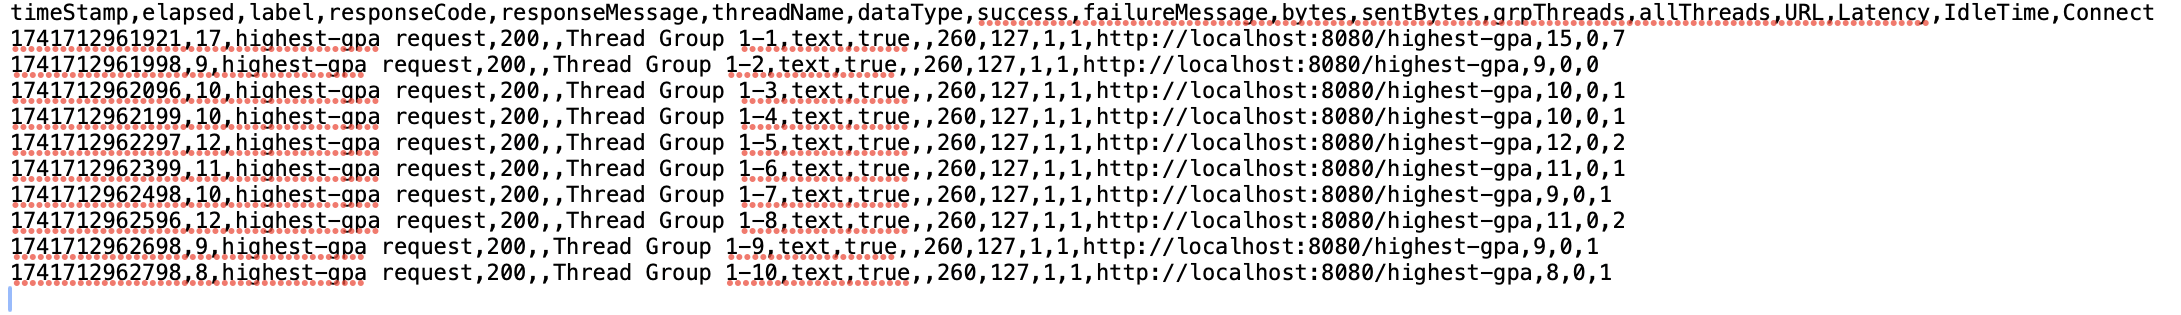 timeStamp,elapsed,label,responseCode,responseMessage,threadName,dataType,success,failureMessage,bytes,sentBytes,grpThreads,allThreads,URL,Latency,IdleTime,Connect
1741712961921,17,highest-gpa request,200,,Thread Group 1-1,text,true,,260,127,1,1,http://localhost:8080/highest-gpa,15,0,7
1741712961998,9,highest-gpa request,200,,Thread Group 1-2,text,true,,260,127,1,1,http://localhost:8080/highest-gpa,9,0,0
1741712962096,10,highest-gpa request,200,,Thread Group 1-3,text,true,,260,127,1,1,http://localhost:8080/highest-gpa,10,0,1
1741712962199,10,highest-gpa request,200,,Thread Group 1-4,text,true,,260,127,1,1,http://localhost:8080/highest-gpa,10,0,1
1741712962297,12,highest-gpa request,200,,Thread Group 1-5,text,true,,260,127,1,1,http://localhost:8080/highest-gpa,12,0,2
1741712962399,11,highest-gpa request,200,,Thread Group 1-6,text,true,,260,127,1,1,http://localhost:8080/highest-gpa,11,0,1
1741712962498,10,highest-gpa request,200,,Thread Group 1-7,text,true,,260,127,1,1,http://localhost:8080/highest-gpa,9,0,1
1741712962596,12,highest-gpa request,200,,Thread Group 1-8,text,true,,260,127,1,1,http://localhost:8080/highest-gpa,11,0,2
1741712962698,9,highest-gpa request,200,,Thread Group 1-9,text,true,,260,127,1,1,http://localhost:8080/highest-gpa,9,0,1
1741712962798,8,highest-gpa request,200,,Thread Group 1-10,text,true,,260,127,1,1,http://localhost:8080/highest-gpa,8,0,1